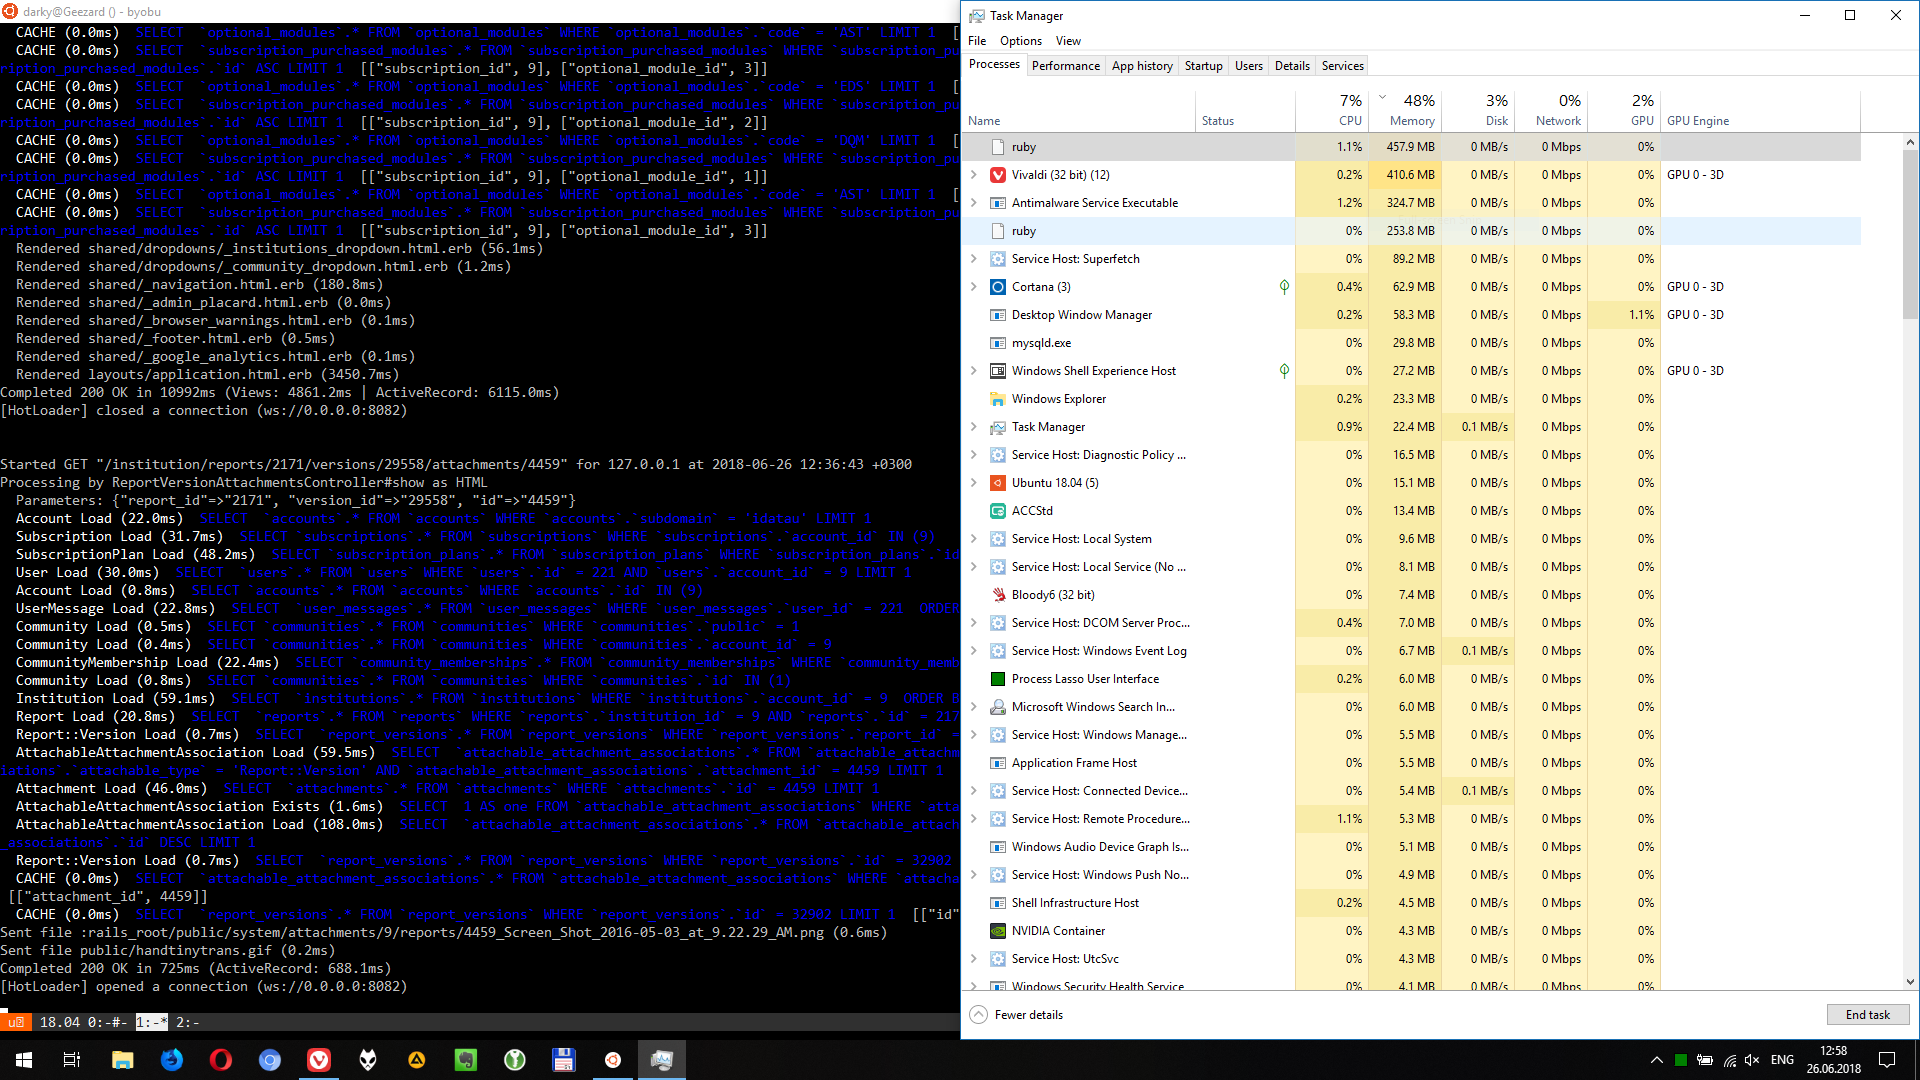 darky@Geezard () - byobu
CACHE (0.0ms)  SELECT  `optional_modules`.* FROM `optional_modules` WHERE `optional_modules`.`code` = 'AST' LIMIT 1  [
CACHE (0.0ms)  SELECT  `subscription_purchased_modules`.* FROM `subscription_purchased_modules` WHERE `subscription_pu
ription_purchased_modules`.`id` ASC LIMIT 1  [["subscription_id", 9], ["optional_module_id", 3]]
CACHE (0.0ms)  SELECT  `optional_modules`.* FROM `optional_modules` WHERE `optional_modules`.`code` = 'EDS' LIMIT 1  [
CACHE (0.0ms)  SELECT  `subscription_purchased_modules`.* FROM `subscription_purchased_modules` WHERE `subscription_pu
ription_purchased_modules`.`id` ASC LIMIT 1  [["subscription_id", 9], ["optional_module_id", 2]]
CACHE (0.0ms)  SELECT  `optional_modules`.* FROM `optional_modules` WHERE `optional_modules`.`code` = 'DQM' LIMIT 1  [
CACHE (0.0ms)  SELECT  `subscription_purchased_modules`.* FROM `subscription_purchased_modules` WHERE `subscription_pu
ription_purchased_modules`.`id` ASC LIMIT 1  [["subscription_id", 9], ["optional_module_id", 1]]
CACHE (0.0ms)  SELECT  `optional_modules`.* FROM `optional_modules` WHERE `optional_modules`.`code` = 'AST' LIMIT 1  [
CACHE (0.0ms)  SELECT  `subscription_purchased_modules`.* FROM `subscription_purchased_modules` WHERE `subscription_pu
ription_purchased_modules`.`id` ASC LIMIT 1  [["subscription_id", 9], ["optional_module_id", 3]]
Rendered shared/dropdowns/_institutions_dropdown.html.erb (56.1ms)
Rendered shared/dropdowns/_community_dropdown.html.erb (1.2ms)
Rendered shared/_navigation.html.erb (180.8ms)
Rendered shared/_admin_placard.html.erb (0.0ms)
Rendered shared/_browser_warnings.html.erb (0.1ms)
Rendered shared/_footer.html.erb (0.5ms)
Rendered shared/_google_analytics.html.erb (0.1ms)
Rendered layouts/application.html.erb (3450.7ms)
Completed 200 OK in 10992ms (Views: 4861.2ms | ActiveRecord: 6115.0ms)
[HotLoader] closed a connection (ws://0.0.0.0:8082)
Started GET "/institution/reports/2171/versions/29558/attachments/4459" for 127.0.0.1 at 2018-06-26 12:36:43 +0300
Processing by ReportVersionAttachmentsController#show as HTML
Parameters: {"report_id"=>"2171", "version_id"=>"29558", "id"=>"4459"}
Account Load (22.0ms)  SELECT  `accounts`.* FROM `accounts` WHERE `accounts`.`subdomain` = 'idatau' LIMIT 1
Subscription Load (31.7ms)  SELECT `subscriptions`.* FROM `subscriptions` WHERE `subscriptions`.`account_id` IN (9)
SubscriptionPlan Load (48.2ms)  SELECT `subscription_plans`.* FROM `subscription_plans` WHERE `subscription_plans`.`id
User Load (30.0ms)  SELECT  `users`.* FROM `users` WHERE `users`.`id` = 221 AND `users`.`account_id` = 9 LIMIT 1
Account Load (0.8ms)  SELECT `accounts`.* FROM `accounts` WHERE `accounts`.`id` IN (9)
UserMessage Load (22.8ms)  SELECT `user_messages`.* FROM `user_messages` WHERE `user_messages`.`user_id` = 221  ORDER
Community Load (0.5ms)  SELECT `communities`.* FROM `communities` WHERE `communities`.`public` = 1
Community Load (0.4ms)  SELECT `communities`.* FROM `communities` WHERE `communities`.`account_id` = 9
CommunityMembership Load (22.4ms)  SELECT `community_memberships`.* FROM `community_memberships` WHERE `community_memb
Community Load (0.8ms)  SELECT `communities`.* FROM `communities` WHERE `communities`.`id` IN (1)
Institution Load (59.1ms)  SELECT  `institutions`.* FROM `institutions` WHERE `institutions`.`account_id` = 9  ORDER B
Report Load (20.8ms)  SELECT  `reports`.* FROM `reports` WHERE `reports`.`institution_id` = 9 AND `reports`.`id` = 217
Report::Version Load (0.7ms)  SELECT  `report_versions`.* FROM `report_versions` WHERE `report_versions`.`report_id` =
AttachableAttachmentAssociation Load (59.5ms)  SELECT  `attachable_attachment_associations`.* FROM `attachable_attachm
iations`.`attachable_type` = 'Report::Version' AND `attachable_attachment_associations`.`attachment_id` = 4459 LIMIT 1
Attachment Load (46.0ms)  SELECT  `attachments`.* FROM `attachments` WHERE `attachments`.`id` = 4459 LIMIT 1
AttachableAttachmentAssociation Exists (1.6ms)  SELECT  1 AS one FROM `attachable_attachment_associations` WHERE `atta
AttachableAttachmentAssociation Load (108.0ms)  SELECT  `attachable_attachment_associations`.* FROM `attachable_attach
_associations`.`id` DESC LIMIT 1
Report::Version Load (0.7ms)  SELECT  `report_versions`.* FROM `report_versions` WHERE `report_versions`.`id` = 32902
CACHE (0.0ms)  SELECT  `attachable_attachment_associations`.* FROM `attachable_attachment_associations` WHERE `attacha
[["attachment_id", 4459]]
CACHE (0.0ms)  SELECT  `report_versions`.* FROM `report_versions` WHERE `report_versions`.`id` = 32902 LIMIT 1  [["id"
Sent file :rails_root/public/system/attachments/9/reports/4459_Screen_Shot_2016-05-03_at_9.22.29_AM.png (0.6ms)
Sent file public/handtinytrans.gif (0.2ms)
Completed 200 OK in 725ms (ActiveRecord: 688.1ms)
[HotLoader] opened a connection (ws://0.0.0.0:8082)
u 18.04 0:-#- 1:-* 2:-
Task Manager
File Options View
Processes Performance App history Startup Users Details Services
7% 48% 3% 0% 2%
Name Status CPU Memory Disk Network GPU GPU Engine
ruby 1.1% 457.9 MB 0 MB/s 0 Mbps 0%
Vivaldi (32 bit) (12) 0.2% 410.6 MB 0 MB/s 0 Mbps 0% GPU 0 - 3D
Antimalware Service Executable 1.2% 324.7 MB 0 MB/s 0 Mbps 0%
ruby 0% 253.8 MB 0 MB/s 0 Mbps 0%
Service Host: Superfetch 0% 89.2 MB 0 MB/s 0 Mbps 0%
Cortana (3) 0.4% 62.9 MB 0 MB/s 0 Mbps 0% GPU 0 - 3D
Desktop Window Manager 0.2% 58.3 MB 0 MB/s 0 Mbps 1.1% GPU 0 - 3D
mysqld.exe 0% 29.8 MB 0 MB/s 0 Mbps 0%
Windows Shell Experience Host 0% 27.2 MB 0 MB/s 0 Mbps 0% GPU 0 - 3D
Windows Explorer 0.2% 23.3 MB 0 MB/s 0 Mbps 0%
Task Manager 0.9% 22.4 MB 0.1 MB/s 0 Mbps 0%
Service Host: Diagnostic Policy ... 0% 16.5 MB 0 MB/s 0 Mbps 0%
Ubuntu 18.04 (5) 0% 15.1 MB 0 MB/s 0 Mbps 0%
ACCStd 0% 13.4 MB 0 MB/s 0 Mbps 0%
Service Host: Local System 0% 9.6 MB 0 MB/s 0 Mbps 0%
Service Host: Local Service (No ... 0% 8.1 MB 0 MB/s 0 Mbps 0%
Bloody6 (32 bit) 0% 7.4 MB 0 MB/s 0 Mbps 0%
Service Host: DCOM Server Proc... 0.4% 7.0 MB 0 MB/s 0 Mbps 0%
Service Host: Windows Event Log 0% 6.7 MB 0.1 MB/s 0 Mbps 0%
Process Lasso User Interface 0.2% 6.0 MB 0 MB/s 0 Mbps 0%
Microsoft Windows Search In... 0% 6.0 MB 0 MB/s 0 Mbps 0%
Service Host: Windows Manage... 0% 5.5 MB 0 MB/s 0 Mbps 0%
Application Frame Host 0% 5.5 MB 0 MB/s 0 Mbps 0%
Service Host: Connected Device... 0% 5.4 MB 0.1 MB/s 0 Mbps 0%
Service Host: Remote Procedure... 1.1% 5.3 MB 0 MB/s 0 Mbps 0%
Windows Audio Device Graph Is... 0% 5.1 MB 0 MB/s 0 Mbps 0%
Service Host: Windows Push No... 0% 4.9 MB 0 MB/s 0 Mbps 0%
Shell Infrastructure Host 0.2% 4.5 MB 0 MB/s 0 Mbps 0%
NVIDIA Container 0% 4.3 MB 0 MB/s 0 Mbps 0%
Service Host: UtcSvc 0% 4.3 MB 0 MB/s 0 Mbps 0%
Windows Security Health Service 0% 4.1 MB 0 MB/s 0 Mbps 0%
Fewer details End task
ENG 12:58
26.06.2018